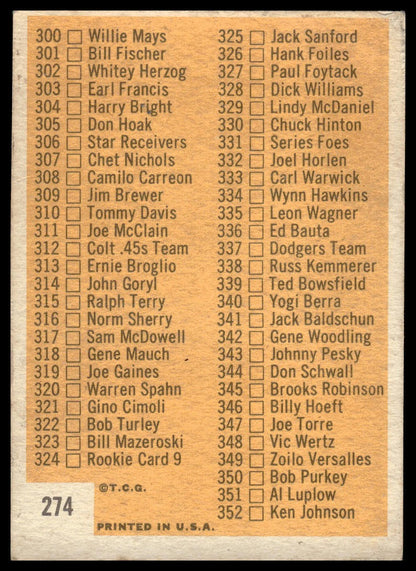 300 Willie Mays
301 Bill Fischer
302 Whitey Herzog
303 Earl Francis
304 Harry Bright
305 Don Hoak
306 Star Receivers
307 Chet Nichols
308 Camilo Carreon
309 Jim Brewer
310 Tommy Davis
311 Joe McClain
312 Colt .45s Team
313 Ernie Broglio
314 John Goryl
315 Ralph Terry
316 Norm Sherry
317 Sam McDowell
318 Gene Mauch
319 Joe Gaines
320 Warren Spahn
321 Gino Cimoli
322 Bob Turley
323 Bill Mazeroski
324 Rookie Card 9
©T.C.G.
274
PRINTED IN U.S.A.
325 Jack Sanford
326 Hank Foiles
327 Paul Foytack
328 Dick Williams
329 Lindy McDaniel
330 Chuck Hinton
331 Series Foes
332 Joel Horlen
333 Carl Warwick
334 Wynn Hawkins
335 Leon Wagner
336 Ed Bauta
337 Dodgers Team
338 Russ Kemmerer
339 Ted Bowsfield
340 Yogi Berra
341 Jack Baldschun
342 Gene Woodling
343 Johnny Pesky
344 Don Schwall
345 Brooks Robinson
346 Billy Hoeft
347 Joe Torre
348 Vic Wertz
349 Zoilo Versalles
350 Bob Purkey
351 Al Luplow
352 Ken Johnson